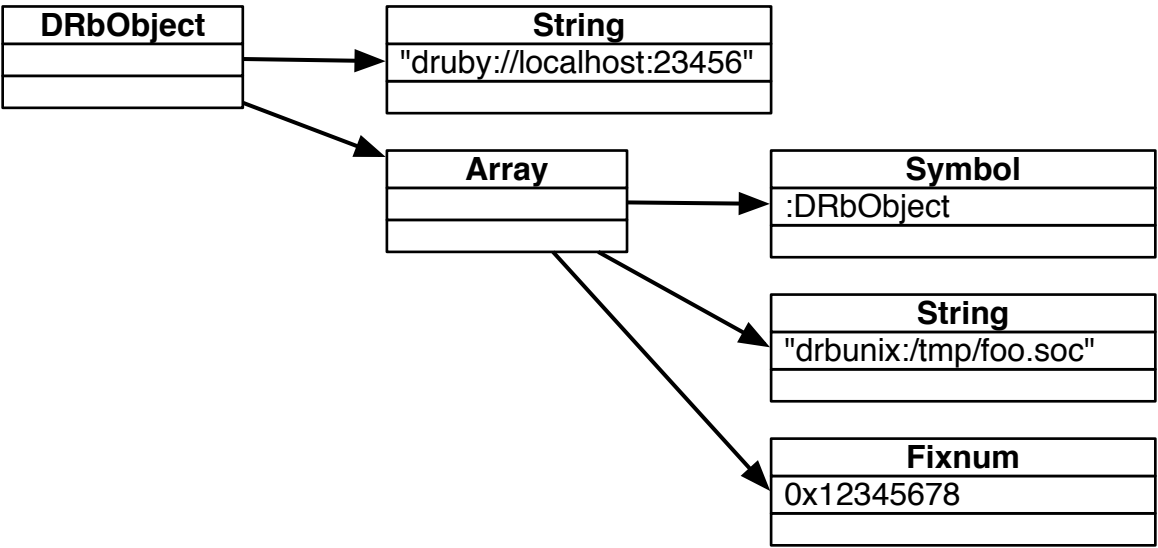 DRbObject
String
"druby://localhost:23456"
Array
Symbol
:DRbObject
String
"drbunix:/tmp/foo.soc"
Fixnum
0x12345678